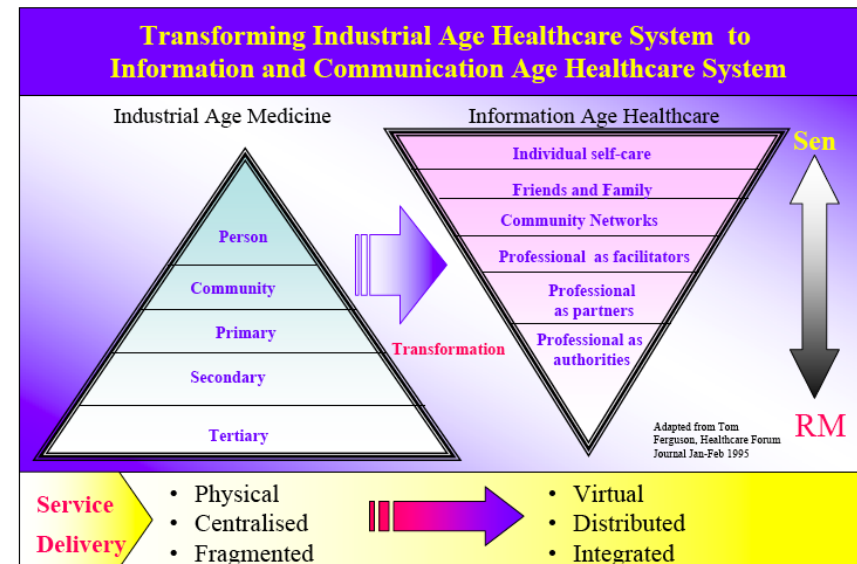 Transforming Industrial Age Healthcare System to
Information and Communication Age Healthcare System
Industrial Age Medicine
Information Age Healthcare
Sen
Person
Community
Primary
Secondary
Tertiary
Transformation
Individual self-care
Friends and Family
Community Networks
Professional as facilitators
Professional
as partners
Professional as
authorities
Adapted from Tom
Ferguson, Healthcare Forum
Journal Jan-Feb 1995
RM
Service
Delivery
• Physical
• Centralised
• Fragmented
• Virtual
• Distributed
• Integrated